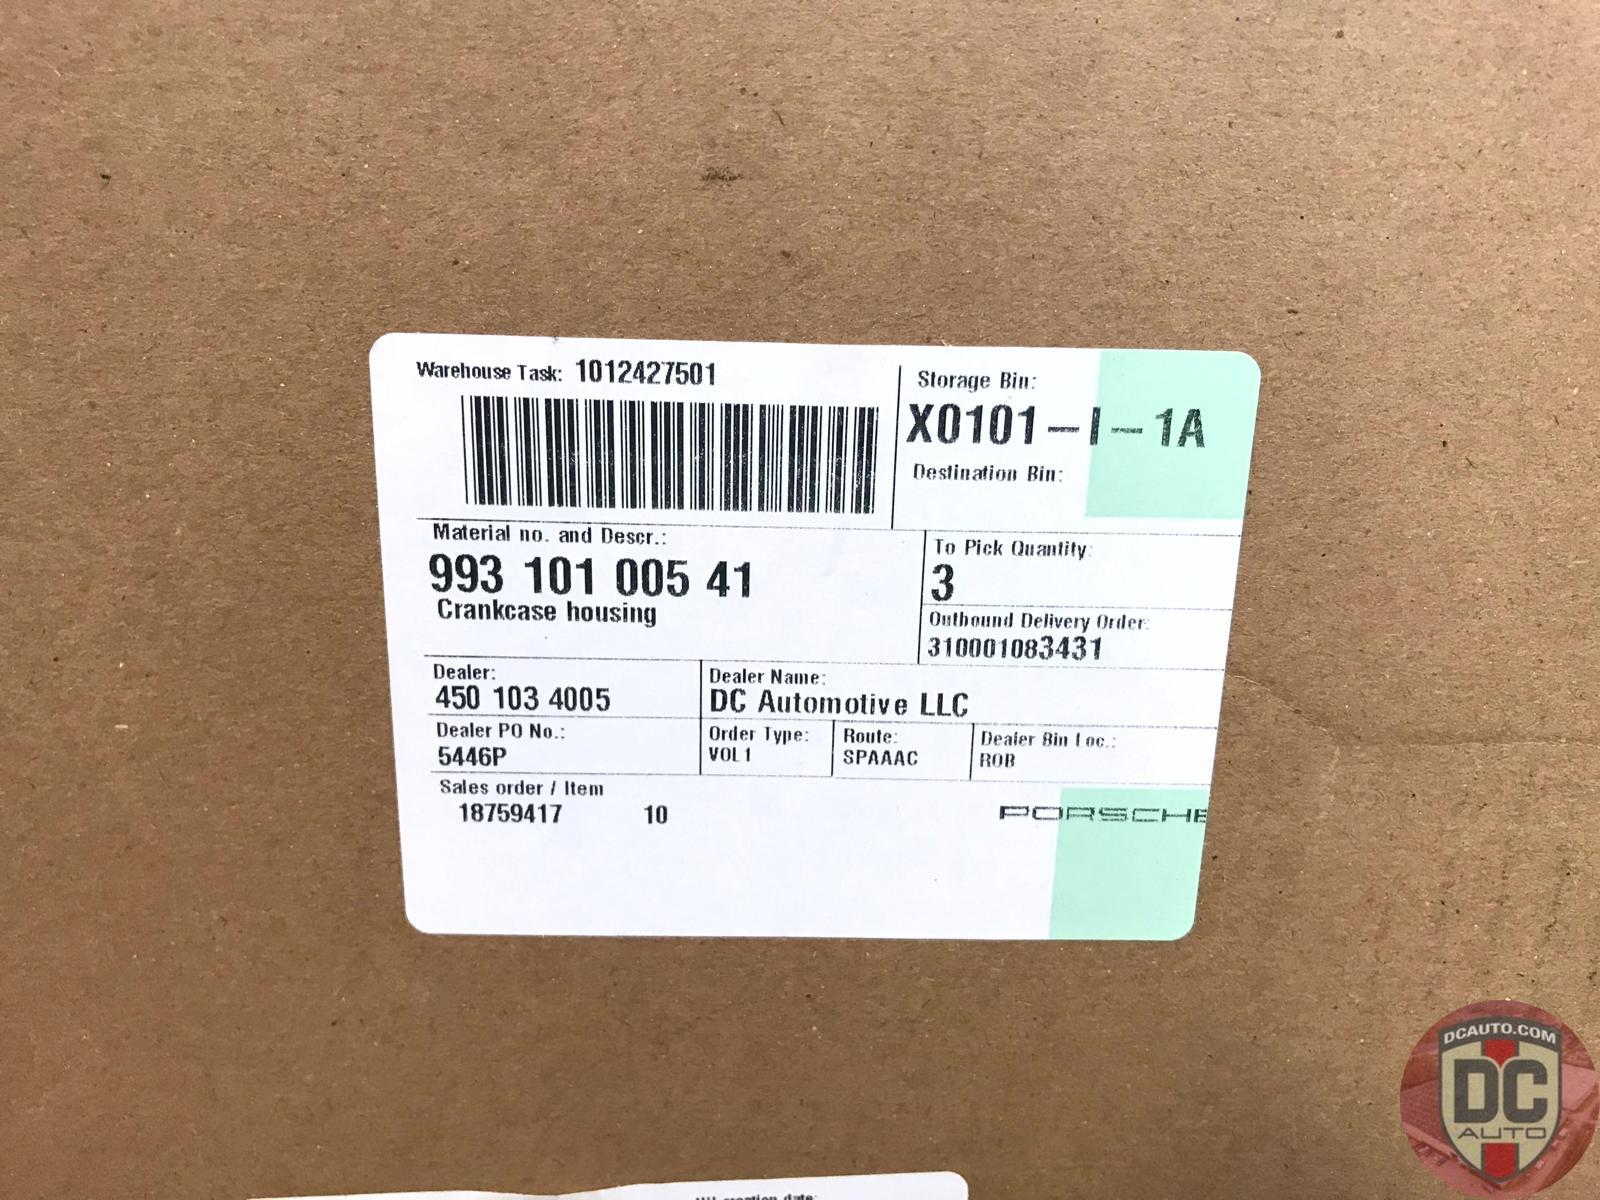 Warehouse Task: 1012427501
Storage Bin:
X0101-I-1A
Destination Bin:
Material no. and Descr.:
993 101 005 41
Crankcase housing
To Pick Quantity:
3
Outbound Delivery Order:
310001083431
Dealer:
450 103 4005
Dealer Name:
DC Automotive LLC
Dealer PO No.:
5446P
Order Type:
VOL1
Route:
SPAAAC
Dealer Bin Loc.:
ROB
Sales order / Item
18759417 10
PORSCHE
DCAUTO.COM
DC
AUTO
creation date: